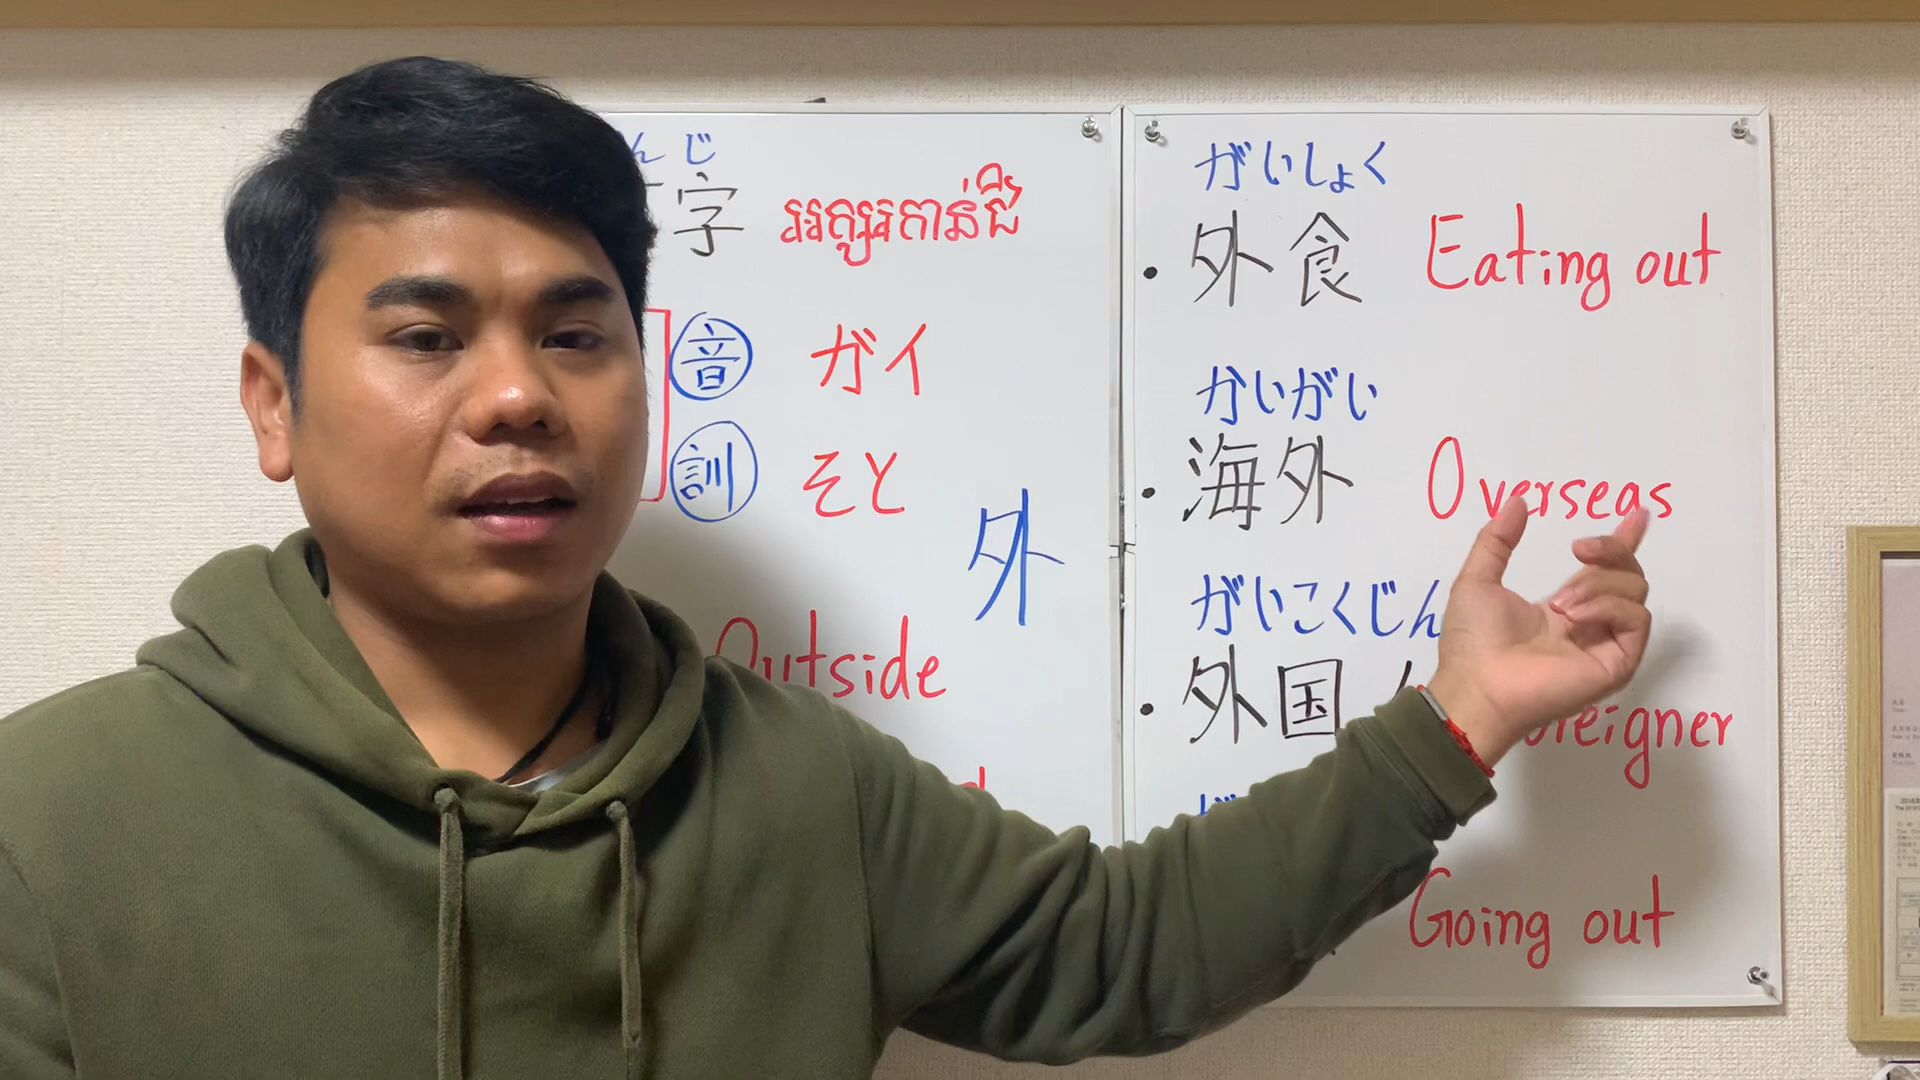 んじ
字 អក្សរកាន់ជី
音 ガイ
訓 そと
外
Outside
がいしょく
・外食 Eating out
かいがい
・海外 Overseas
がいこくじん
・外国人 Foreigner
Going out